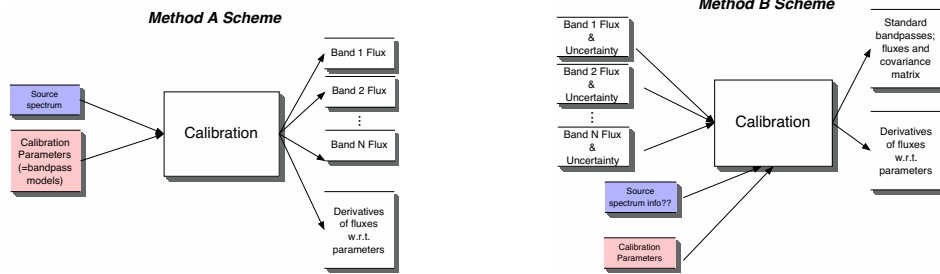 Method A Scheme
Source
spectrum
Calibration
Parameters
(=bandpass
models)
Calibration
Band 1 Flux
Band 2 Flux
⋮
Band N Flux
Derivatives
of fluxes
w.r.t.
parameters
Method B Scheme
Band 1 Flux
&
Uncertainty
Band 2 Flux
&
Uncertainty
⋮
Band N Flux
&
Uncertainty
Source
spectrum info??
Calibration
Parameters
Calibration
Standard
bandpasses;
fluxes and
covariance
matrix
Derivatives
of fluxes
w.r.t.
parameters